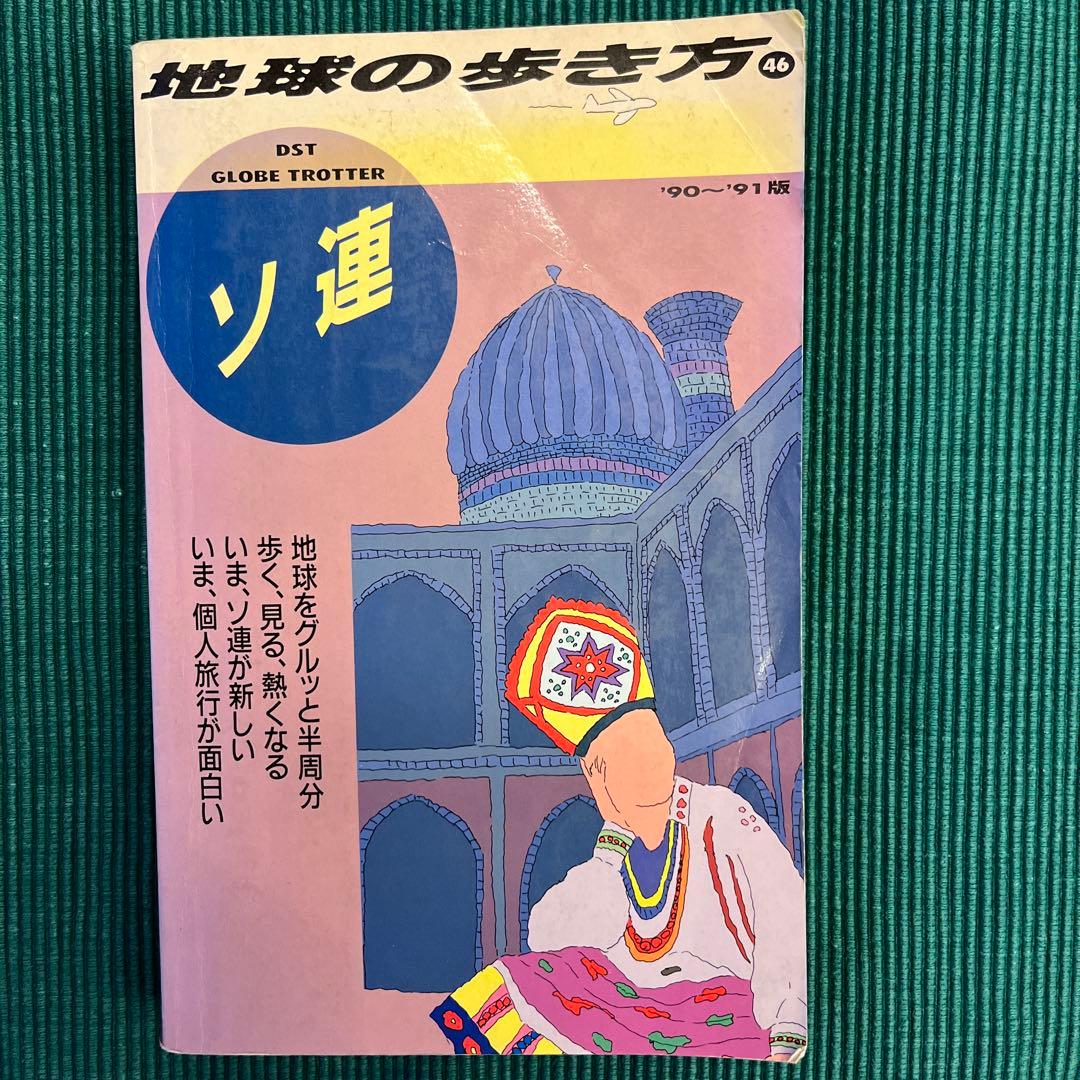 地球の歩き方46
DST
GLOBE TROTTER
'90〜'91版
ソ連
地球をグルッと半周分
歩く、見る、熱くなる
いま、ソ連が新しい
いま、個人旅行が面白い